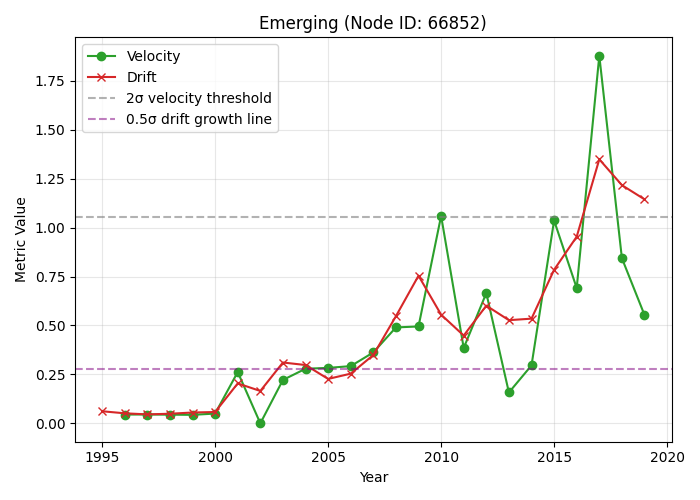 Emerging (Node ID: 66852)
Velocity
Drift
2σ velocity threshold
0.5σ drift growth line
Metric Value
1.75
1.50
1.25
1.00
0.75
0.50
0.25
0.00
1995 2000 2005 2010 2015 2020
Year